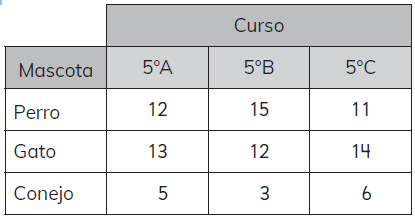 Curso
Mascota 5°A 5°B 5°C
Perro 12 15 11
Gato 13 12 14
Conejo 5 3 6